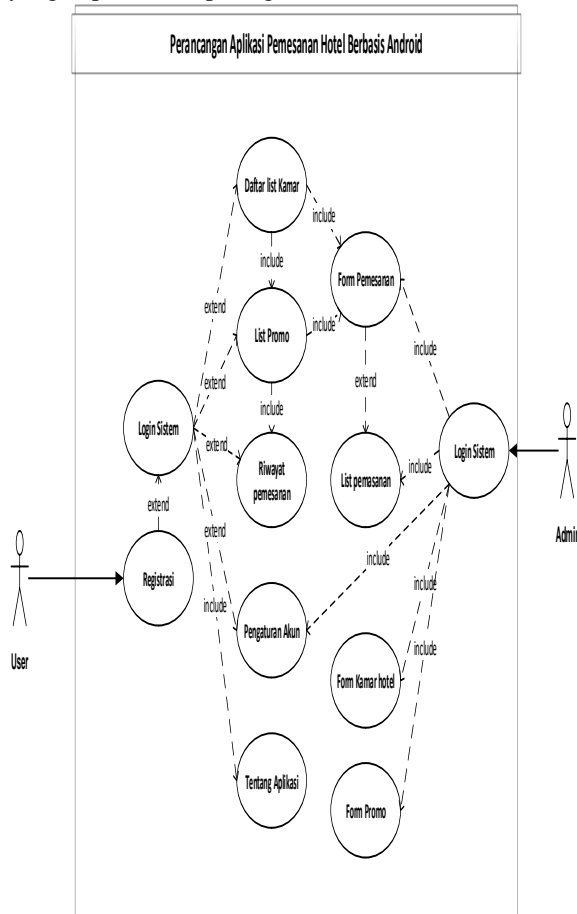 Perancangan Aplikasi Pemesanan Hotel Berbasis Android
Daftar list Kamar
include
include
Form Pemesanan
extend
List Promo
include
include
extend
extend
include
Login Sistem
extend
Riwayat
pemesanan
List pemasanan
include
Login Sistem
Admin
extend
extend
include
User
Registrasi
include
Pengaturan Akun
include
include
Form Kamar hotel
Tentang Aplikasi
Form Promo